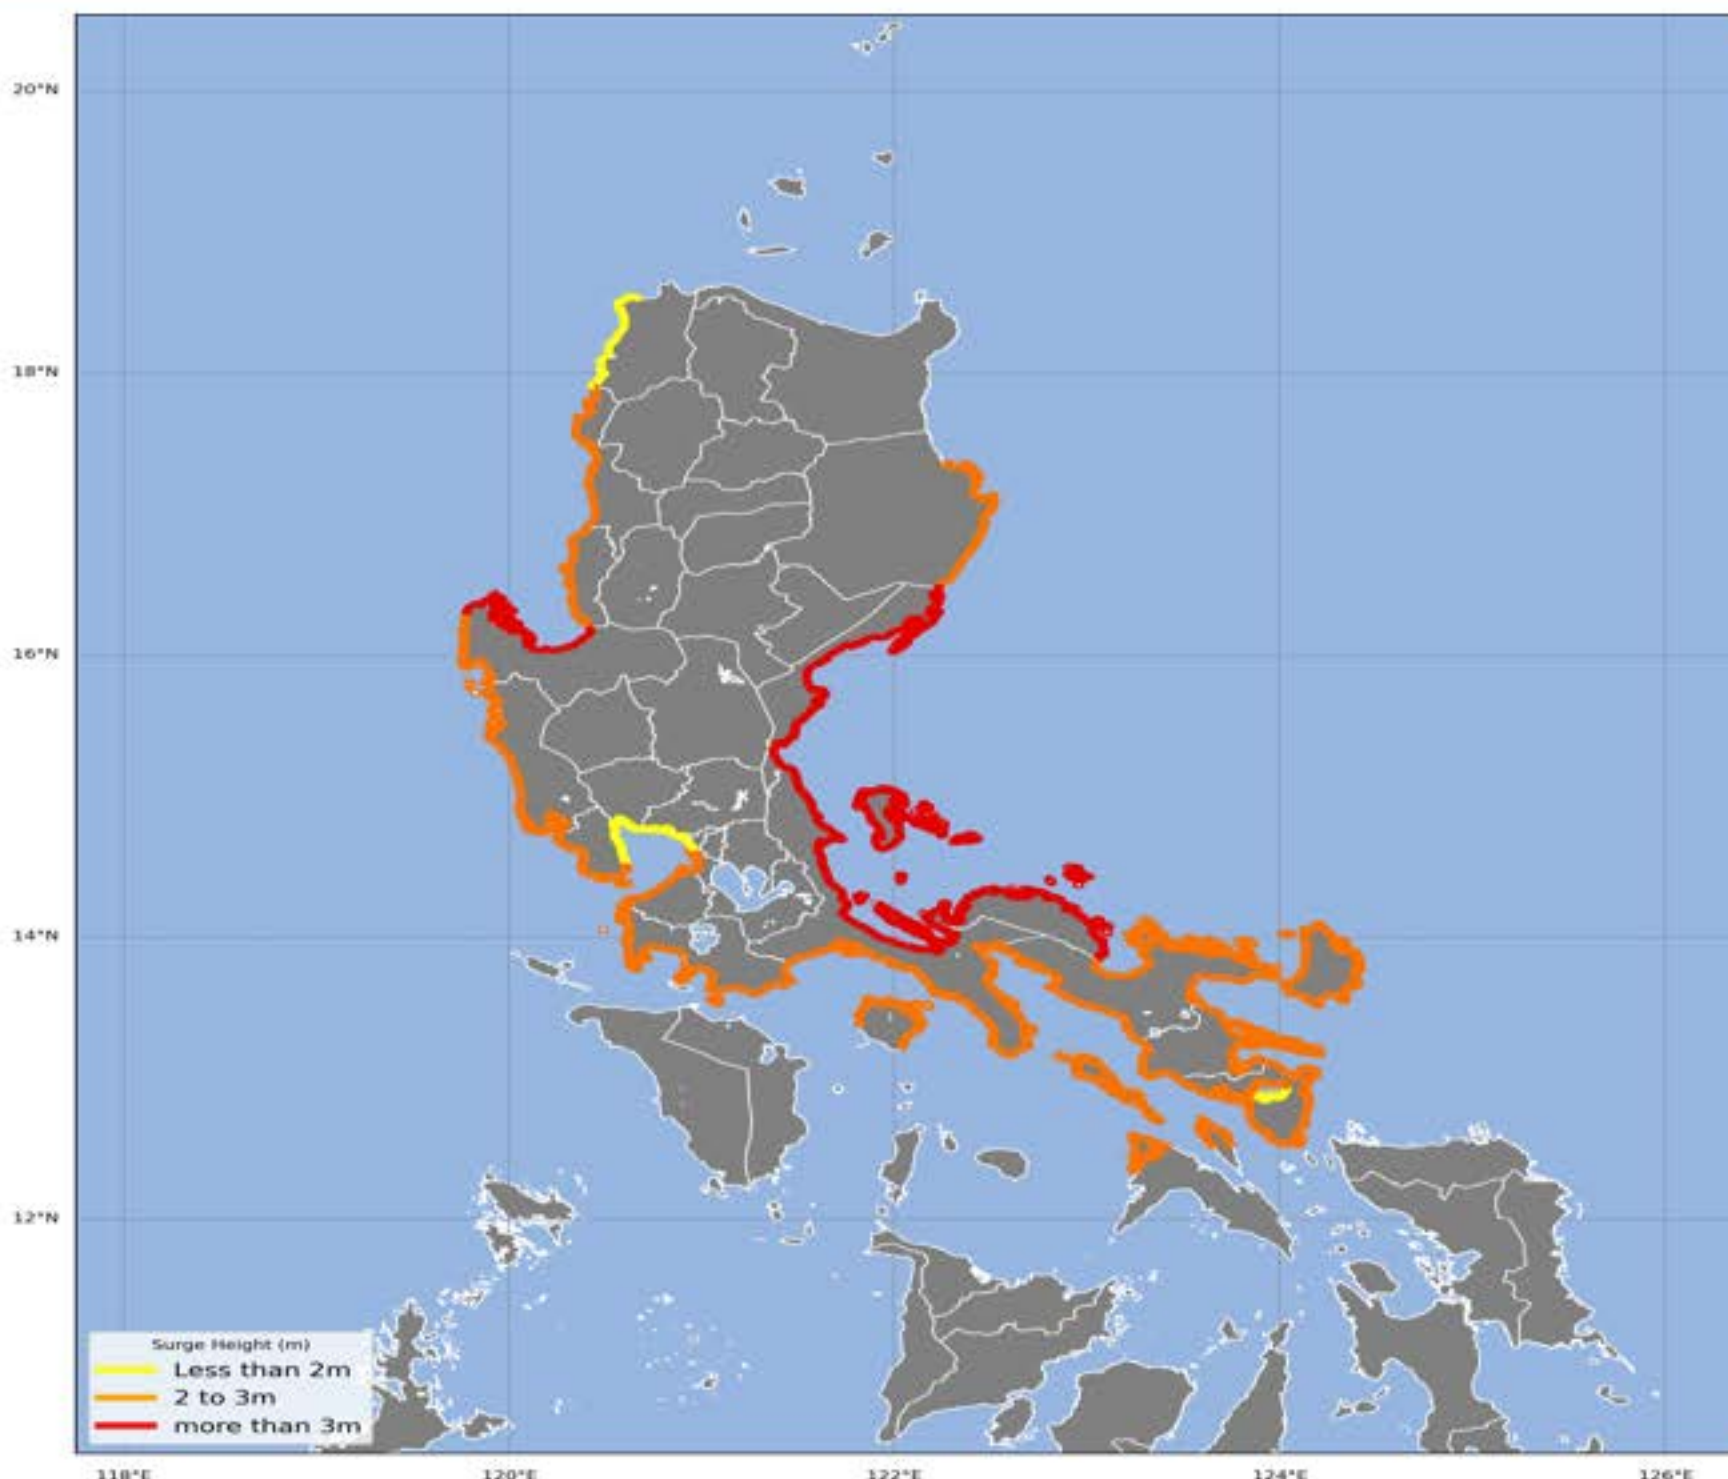 20°N
18°N
16°N
14°N
12°N
Surge Height (m)
Less than 2m
2 to 3m
more than 3m
118°E 120°E 122°E 124°E 126°E